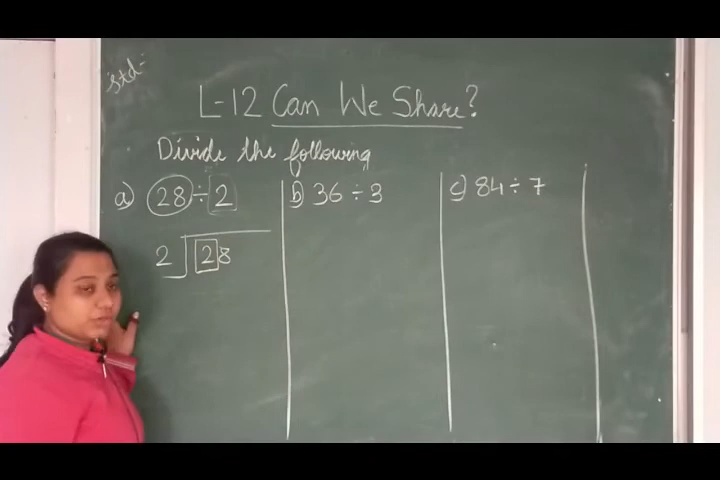 std:
L-12 Can We Share?
Divide the following
a) 28 ÷ 2
b) 36 ÷ 3
c) 84 ÷ 7
2 28